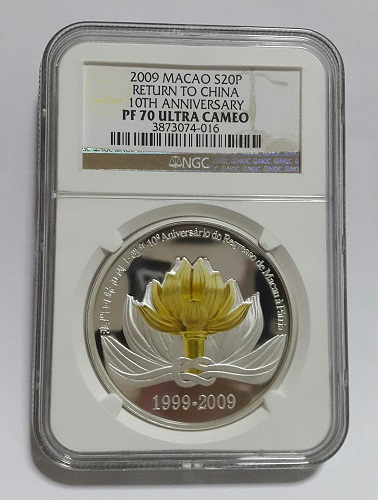 2009 MACAO S20P
RETURN TO CHINA
10TH ANNIVERSARY
PF 70 ULTRA CAMEO
3873074-016
NGC
10º Aniversário do Regresso de Macau à Pátria
1999-2009